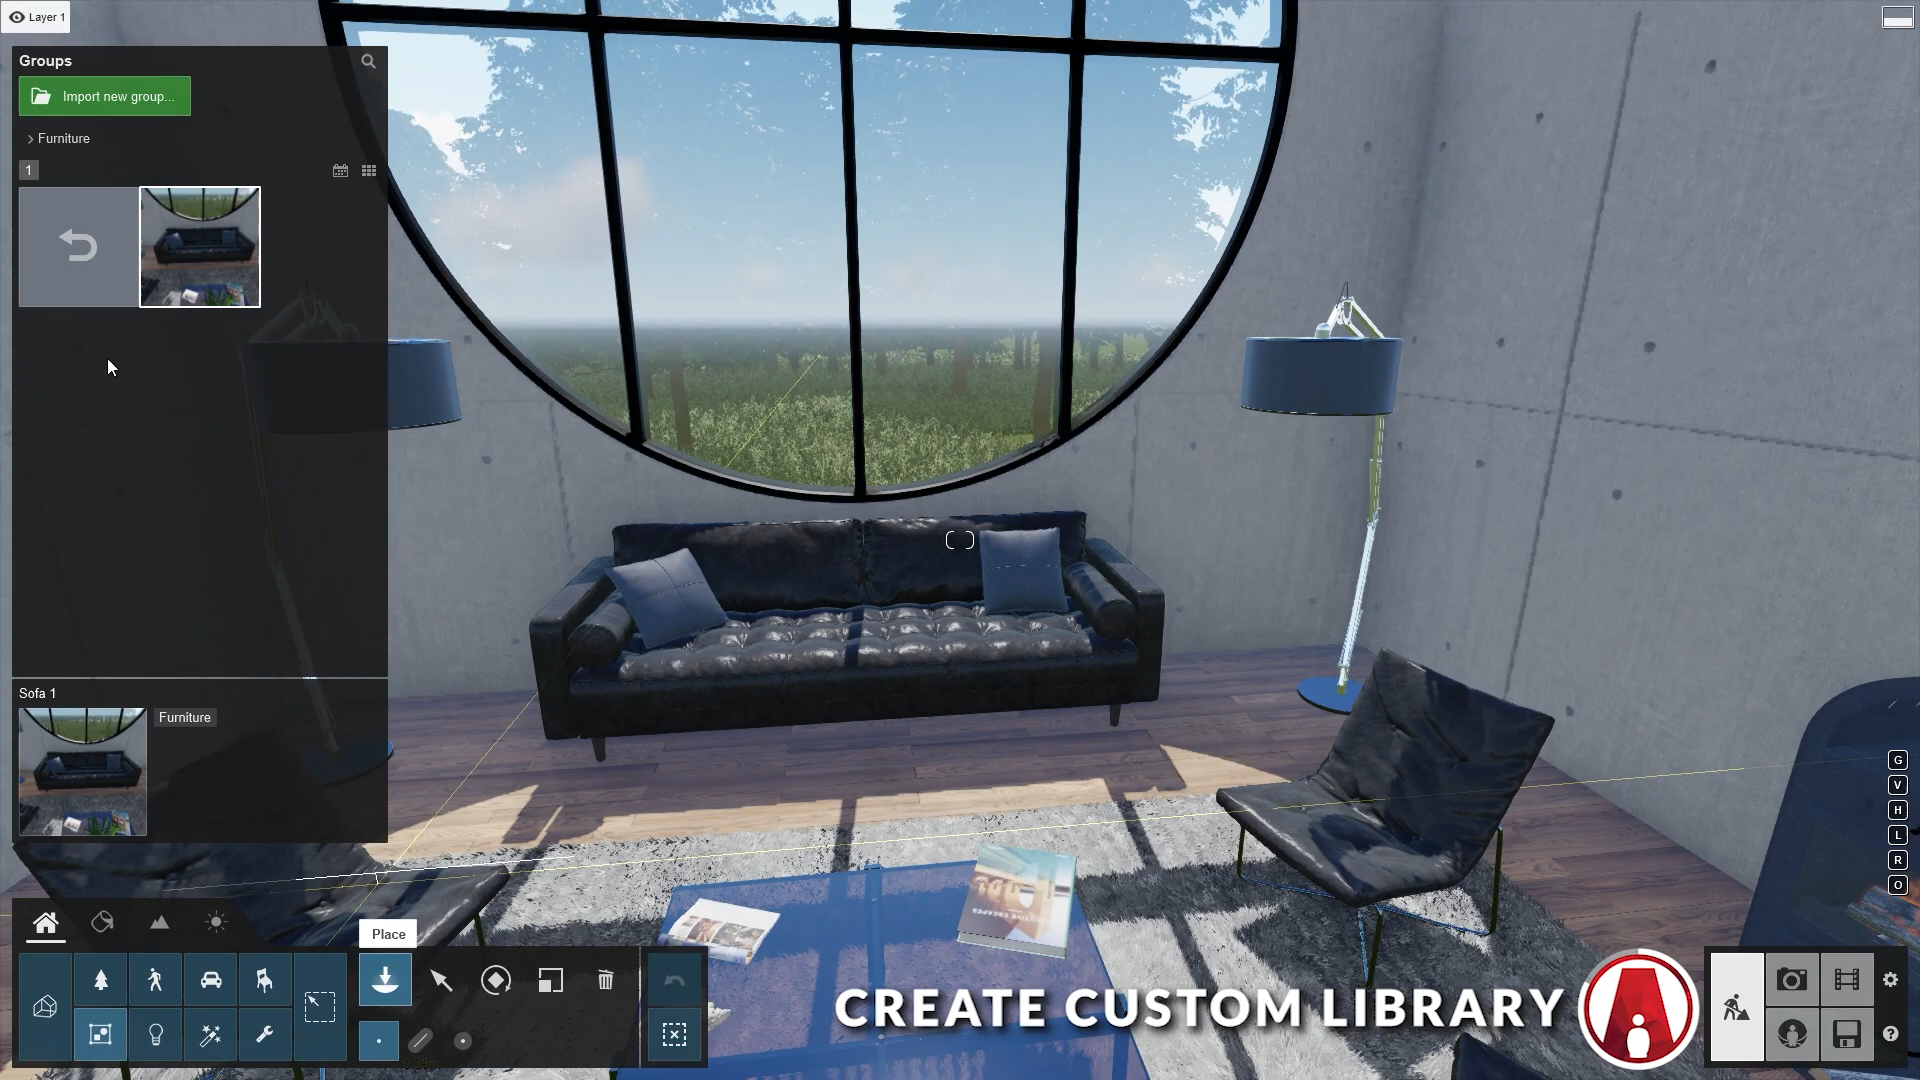 Layer 1
Groups
Import new group...
Furniture
1
Sofa 1
Furniture
G
V
H
L
R
O
Place
CREATE CUSTOM LIBRARY
?